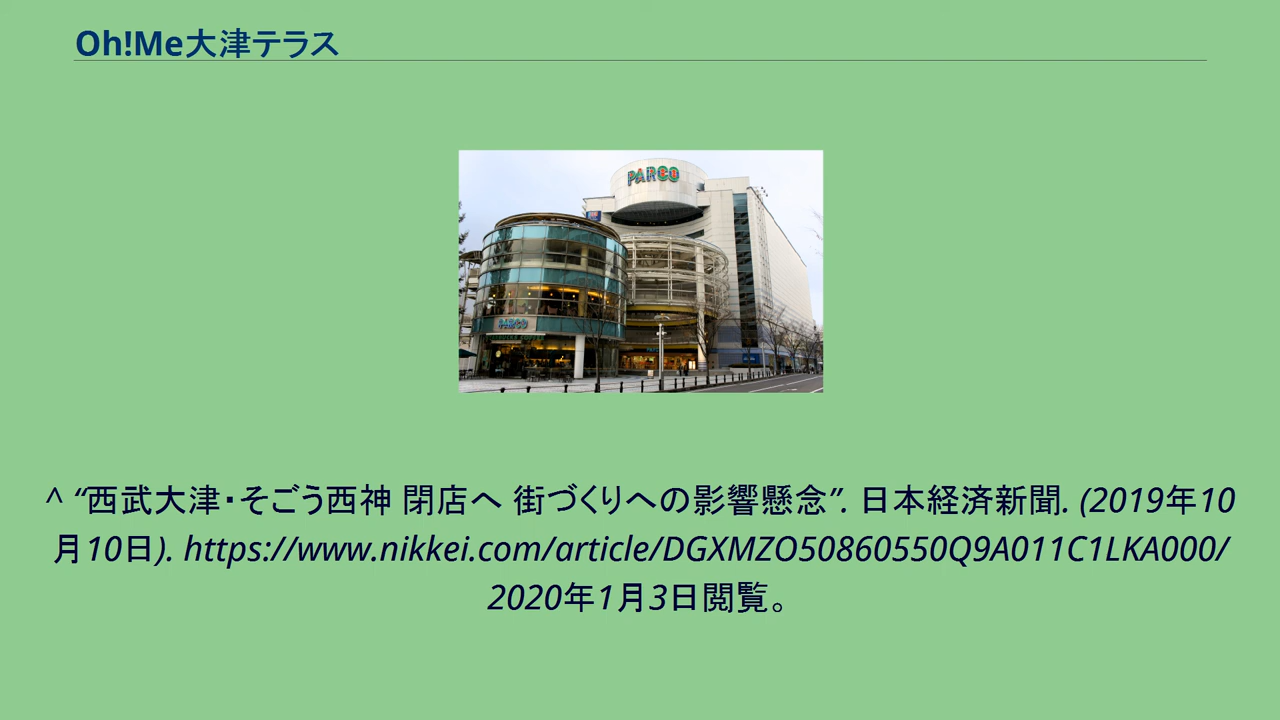 Oh!Me大津テラス
PARCO
PARCO
^ “西武大津・そごう西神 閉店へ 街づくりへの影響懸念”. 日本経済新聞. (2019年10
月10日). https://www.nikkei.com/article/DGXMZO50860550Q9A011C1LKA000/
2020年1月3日閲覧。